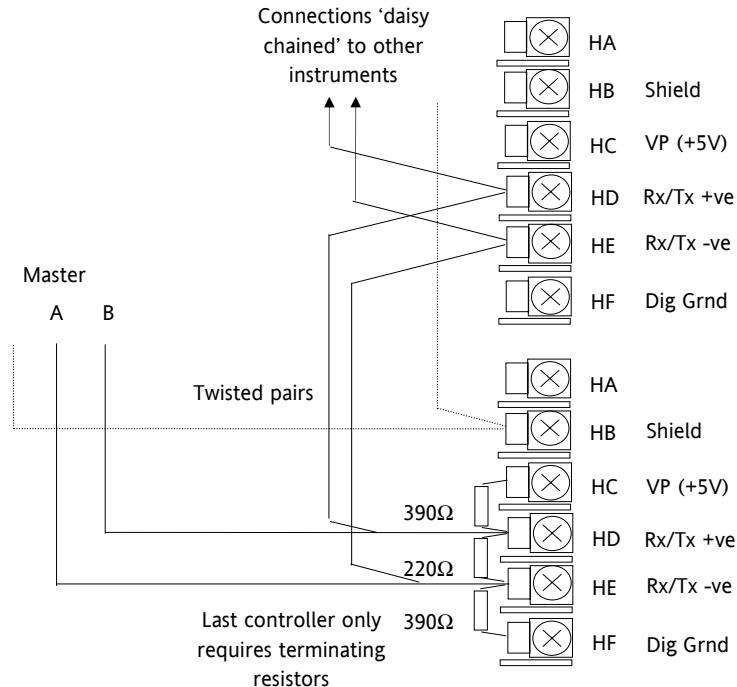 Connections ‘daisy
chained’ to other
instruments
HA
HB Shield
HC VP (+5V)
HD Rx/Tx +ve
HE Rx/Tx -ve
HF Dig Grnd
Master
A B
Twisted pairs
HA
HB Shield
HC VP (+5V)
390Ω
HD Rx/Tx +ve
220Ω
HE Rx/Tx -ve
390Ω
HF Dig Grnd
Last controller only
requires terminating
resistors